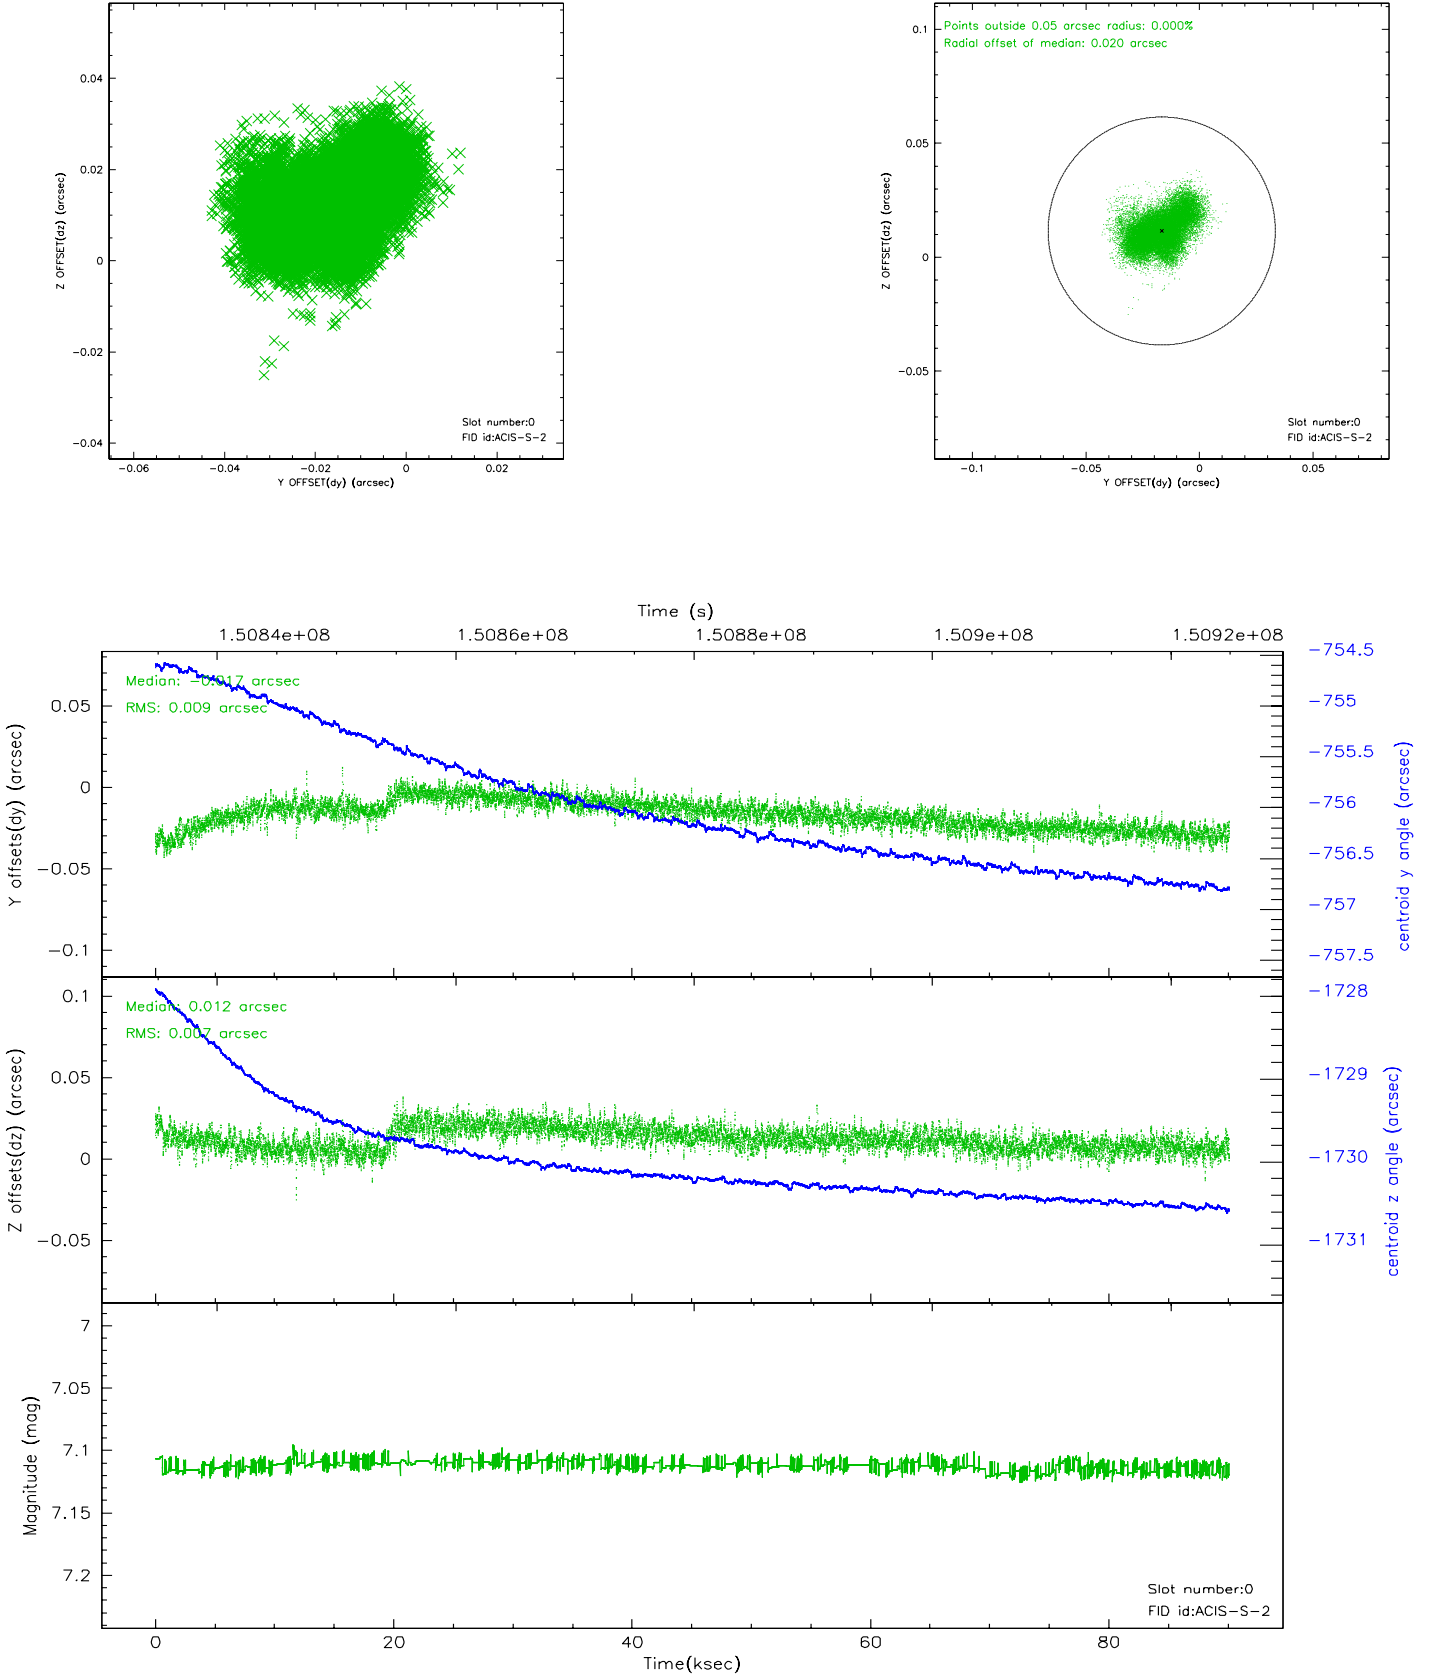 0.04
0.02
0
−0.02
−0.04
Z OFFSET(dz) (arcsec)
Slot number:0
FID id:ACIS−S−2
−0.06
−0.04
−0.02
0
0.02
Y OFFSET(dy) (arcsec)
Points outside 0.05 arcsec radius: 0.000%
Radial offset of median: 0.020 arcsec
0.1
0.05
0
−0.05
Z OFFSET(dz) (arcsec)
Slot number:0
FID id:ACIS−S−2
−0.1
−0.05
0
0.05
Y OFFSET(dy) (arcsec)
Time (s)
1.5084e+08
1.5086e+08
1.5088e+08
1.509e+08
1.5092e+08
Median: −0.017 arcsec
RMS: 0.009 arcsec
0.05
0
−0.05
−0.1
Y offsets(dy) (arcsec)
−754.5
−755
−755.5
−756
−756.5
−757
−757.5
centroid y angle (arcsec)
Median: 0.012 arcsec
RMS: 0.007 arcsec
0.1
0.05
0
−0.05
Z offsets(dz) (arcsec)
−1728
−1729
−1730
−1731
centroid z angle (arcsec)
7
7.05
7.1
7.15
7.2
Magnitude (mag)
Slot number:0
FID id:ACIS−S−2
0
20
40
60
80
Time(ksec)